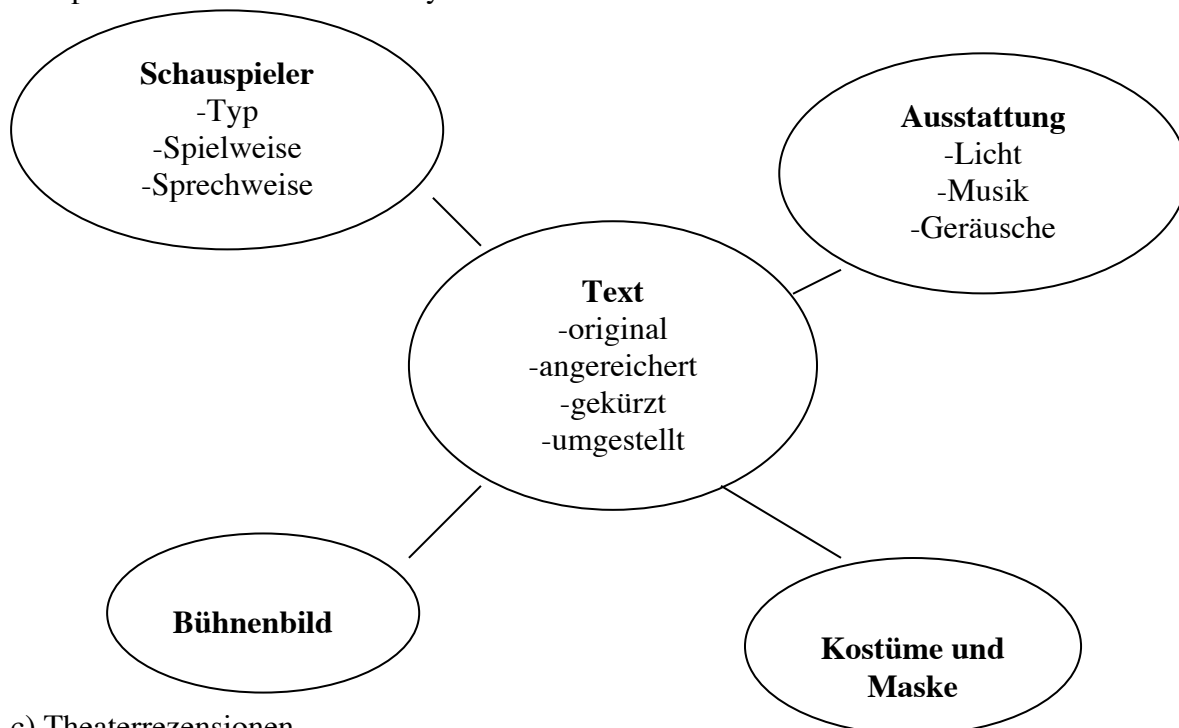 Schauspieler
-Typ
-Spielweise
-Sprechweise
Ausstattung
-Licht
-Musik
-Geräusche
Text
-original
-angereichert
-gekürzt
-umgestellt
Bühnenbild
Kostüme und
Maske
c) Theaterrezensionen